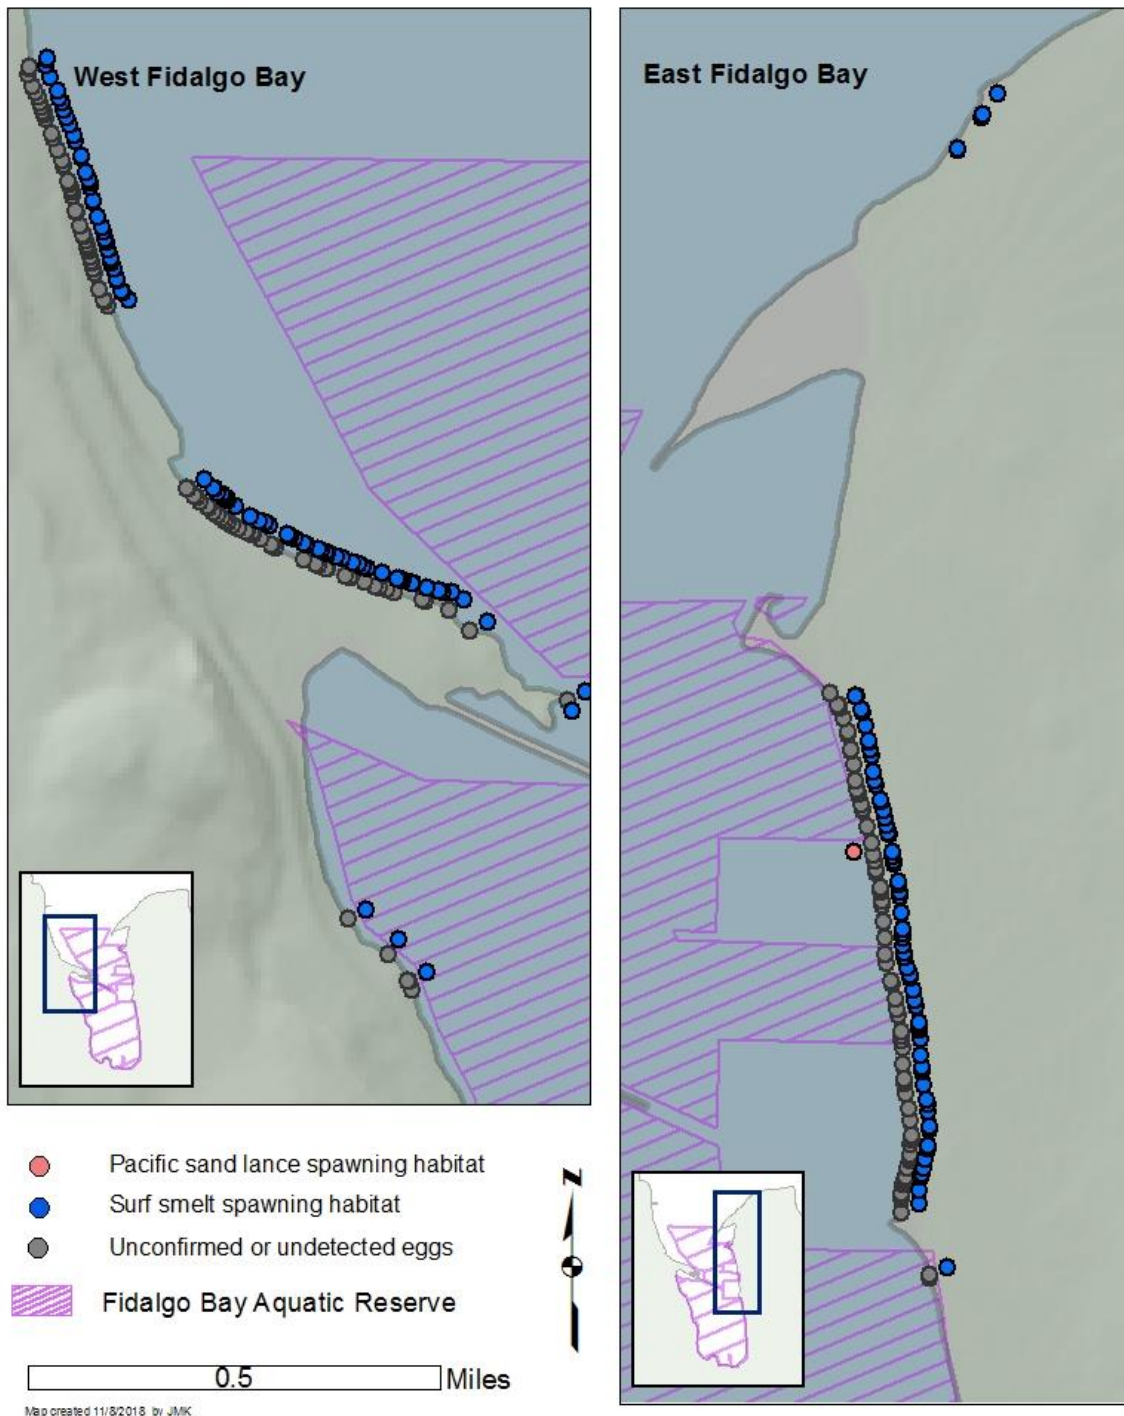 West Fidalgo Bay
East Fidalgo Bay
Pacific sand lance spawning habitat
Surf smelt spawning habitat
Unconfirmed or undetected eggs
Fidalgo Bay Aquatic Reserve
N
0.5 Miles
Map created 11/8/2018 by JMK